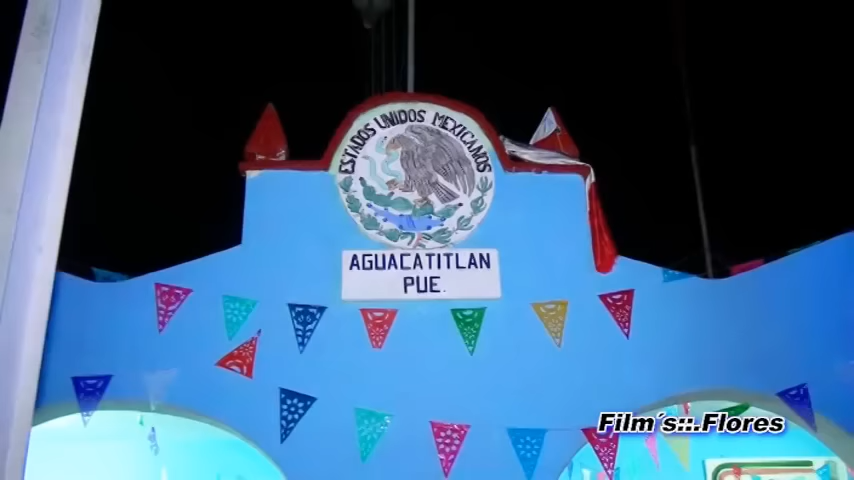 ESTADOS UNIDOS MEXICANOS
AGUACATITLAN
PUE.
Film´s::.Flores